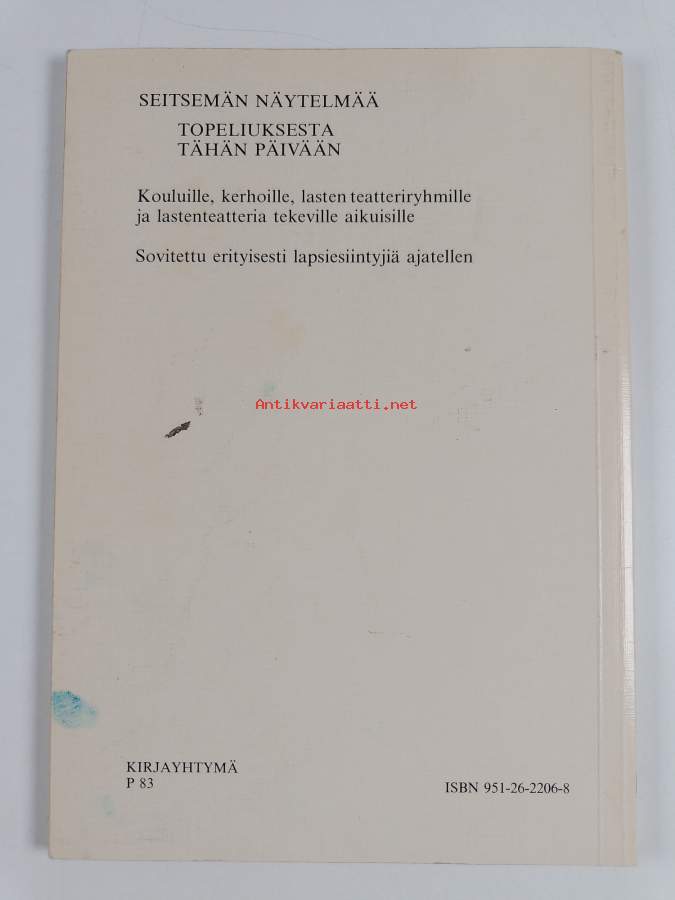 SEITSEMÄN NÄYTELMÄÄ
TOPELIUKSESTA
TÄHÄN PÄIVÄÄN
Kouluille, kerhoille, lasten teatteriryhmille
ja lastenteatteria tekeville aikuisille
Sovitettu erityisesti lapsiesiintyjiä ajatellen
Antikvariaatti.net
KIRJAYHTYMÄ
P 83
ISBN 951-26-2206-8